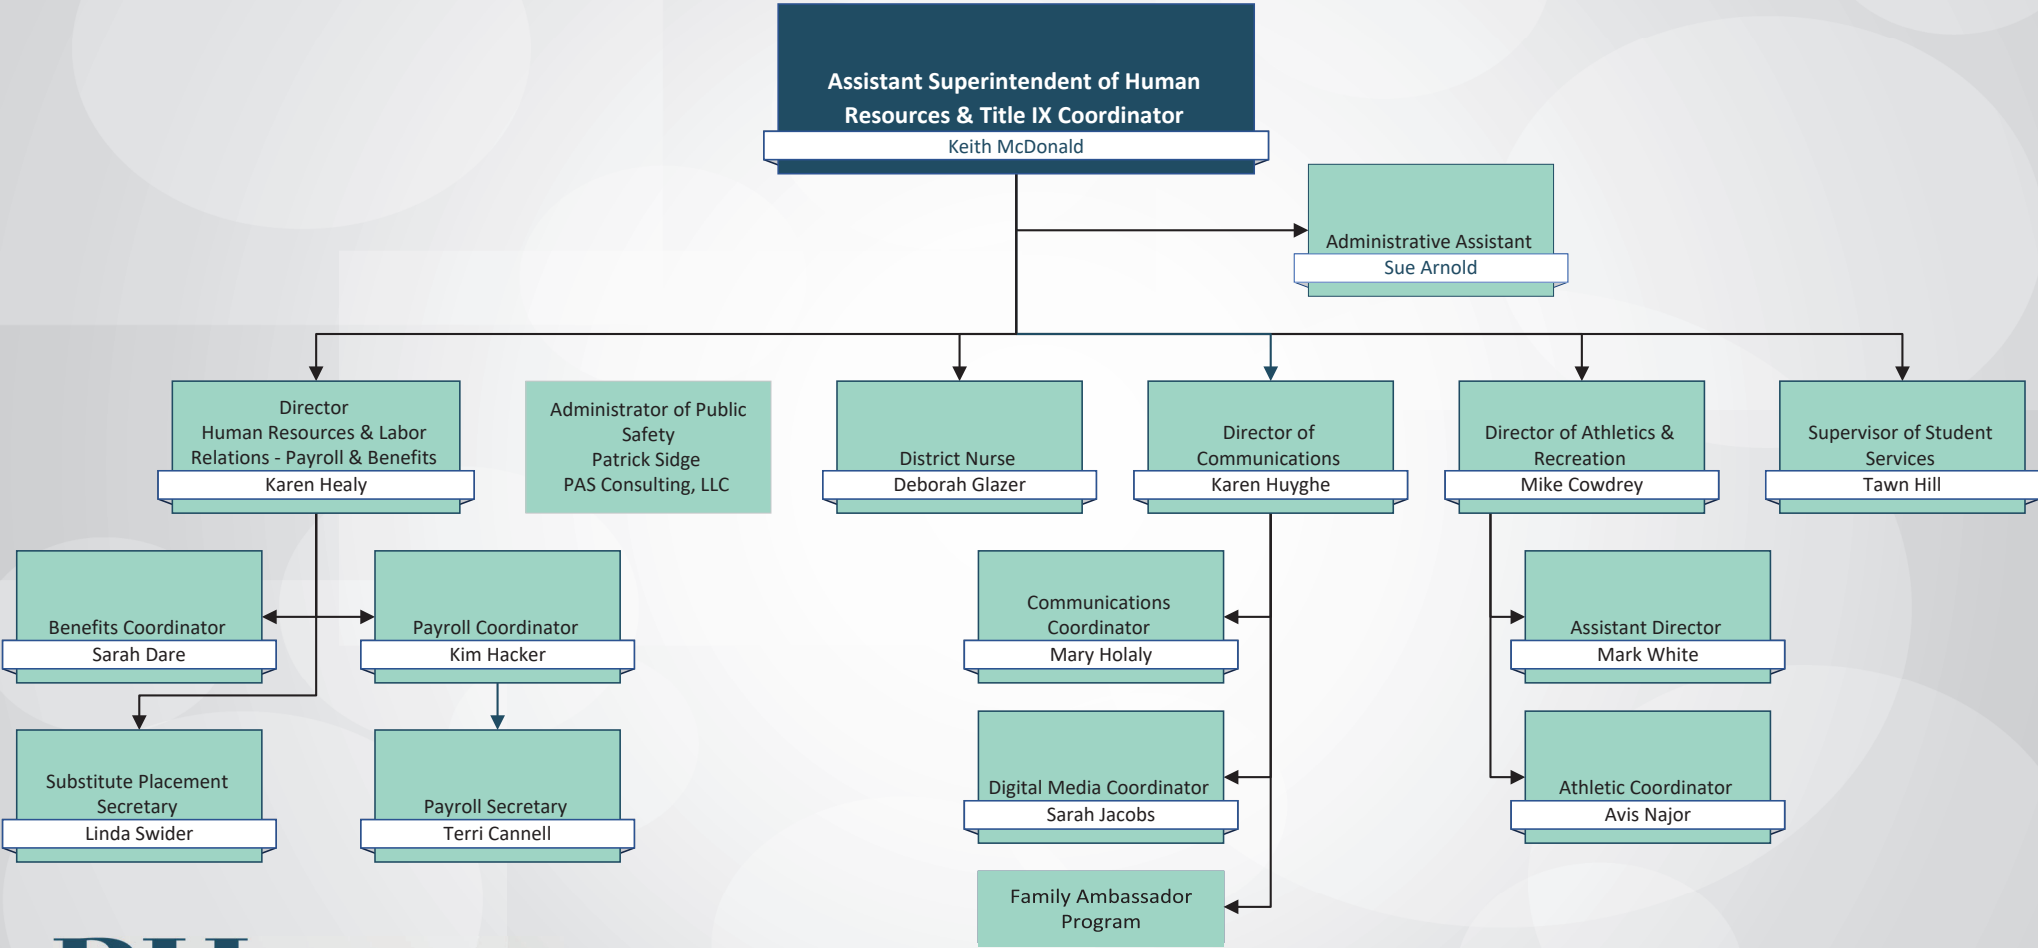 Assistant Superintendent of Human
Resources & Title IX Coordinator
Keith McDonald
Administrative Assistant
Sue Arnold
Director
Human Resources & Labor
Relations - Payroll & Benefits
Karen Healy
Administrator of Public
Safety
Patrick Sidge
PAS Consulting, LLC
District Nurse
Deborah Glazer
Director of
Communications
Karen Huyghe
Director of Athletics &
Recreation
Mike Cowdrey
Supervisor of Student
Services
Tawn Hill
Benefits Coordinator
Sarah Dare
Payroll Coordinator
Kim Hacker
Communications
Coordinator
Mary Holaly
Assistant Director
Mark White
Substitute Placement
Secretary
Linda Swider
Payroll Secretary
Terri Cannell
Digital Media Coordinator
Sarah Jacobs
Athletic Coordinator
Avis Najor
Family Ambassador
Program